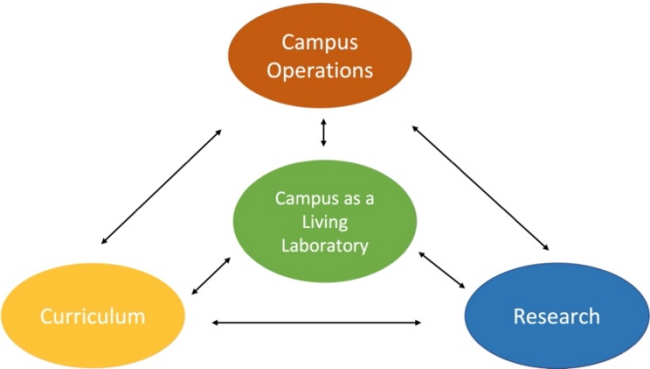 Campus
Operations
Campus as a
Living
Laboratory
Curriculum
Research